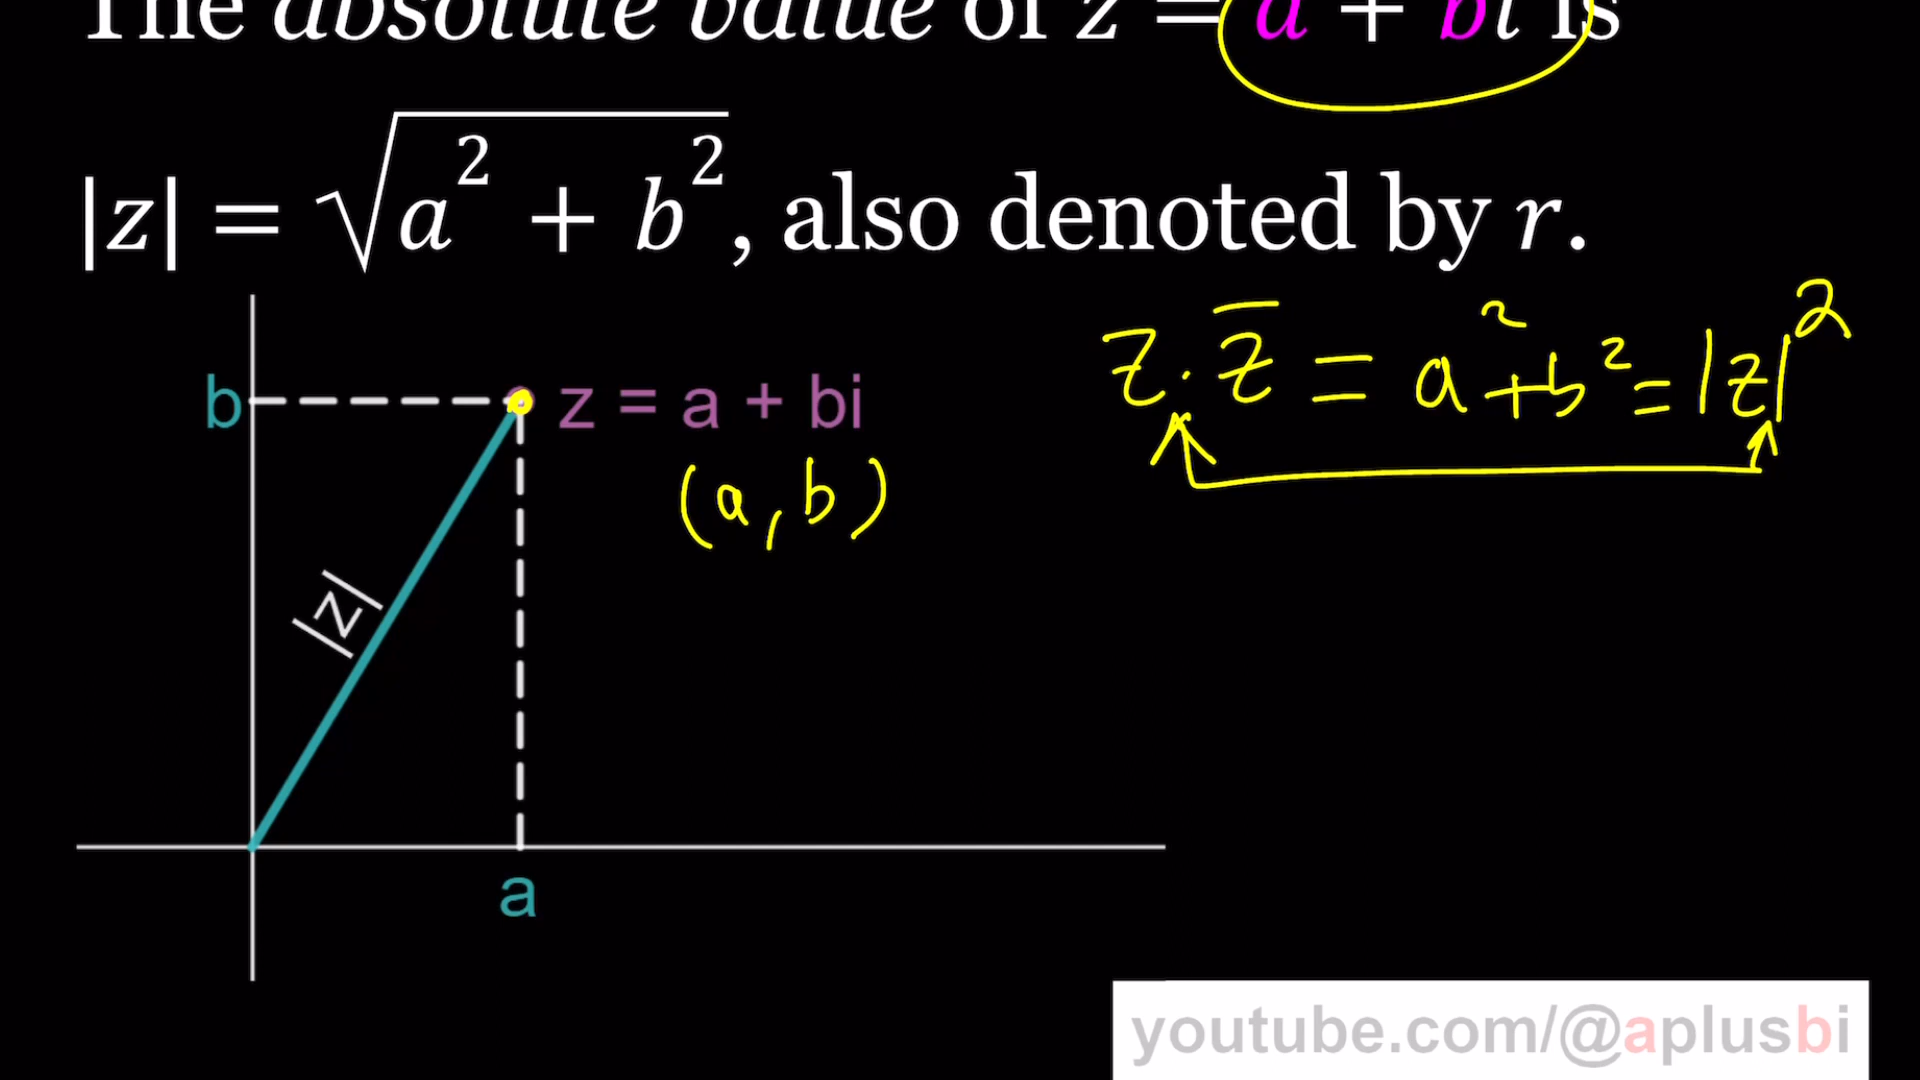 The absolute value of z = a + bi is
|z| = √(a² + b²), also denoted by r.
z · z̅ = a² + b² = |z|²
b
z = a + bi
(a, b)
|z|
a
youtube.com/@aplusbi